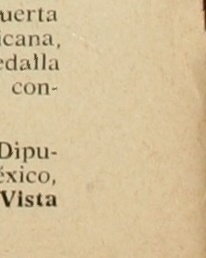 uerta
icana,
edalla
con-
Dipu-
éxico,
Vista